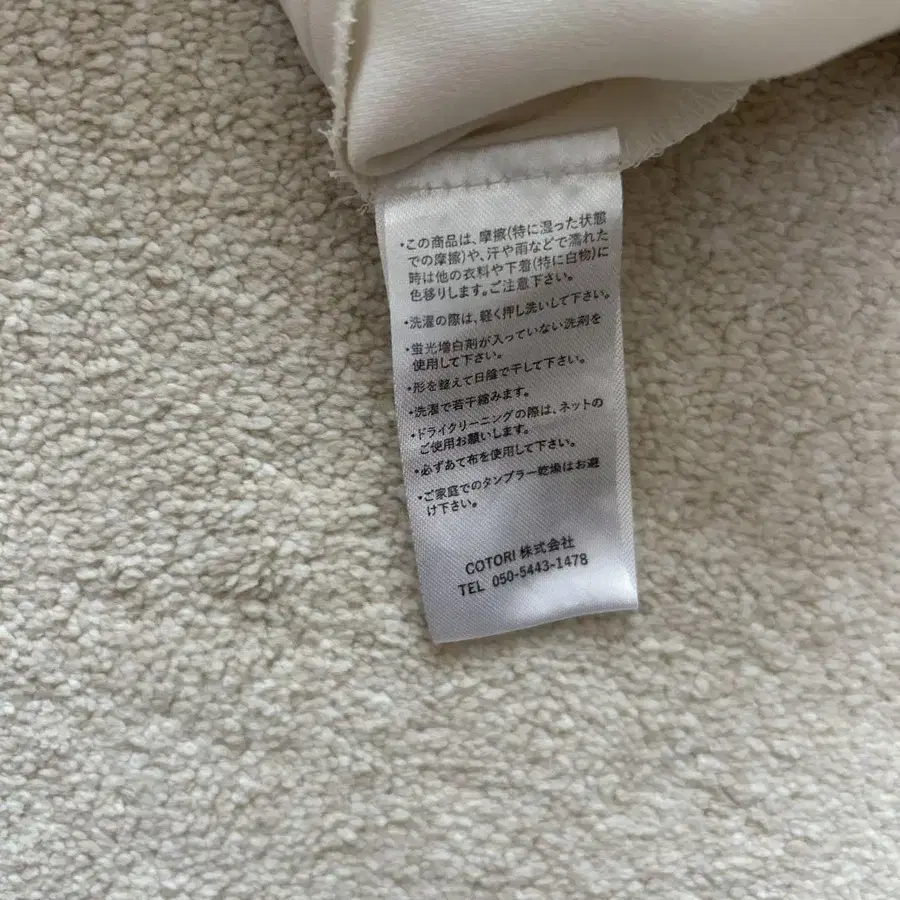 ・この商品は、摩擦(特に湿った状態
での摩擦)や、汗や雨などで濡れた
時は他の衣料や下着(特に白物)に
色移りします。ご注意下さい。
・洗濯の際は、軽く押し洗いして下さい。
・蛍光増白剤が入っていない洗剤を
使用して下さい。
・形を整えて日陰で干して下さい。
・洗濯で若干縮みます。
・ドライクリーニングの際は、ネットの
ご使用お願いします。
・必ずあて布を使用して下さい。
・ご家庭でのタンブラー乾燥はお避
け下さい。
COTORI 株式会社
TEL 050-5443-1478